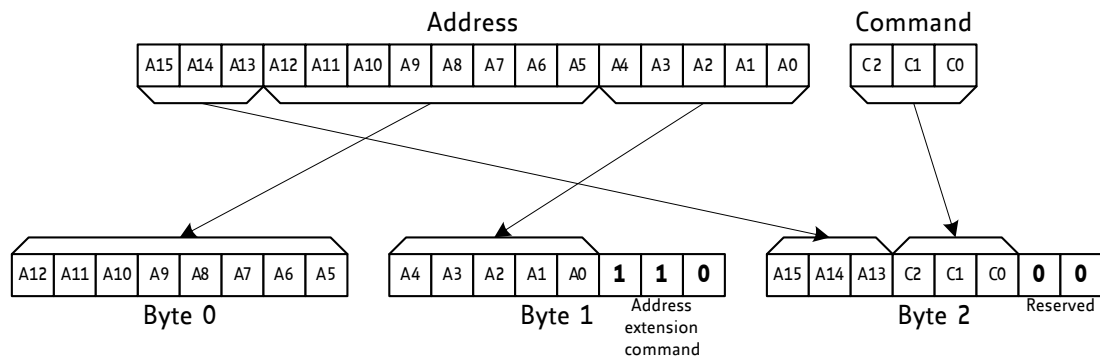 Address Command
A15 A14 A13 A12 A11 A10 A9 A8 A7 A6 A5 A4 A3 A2 A1 A0 C2 C1 C0
A12 A11 A10 A9 A8 A7 A6 A5 A4 A3 A2 A1 A0 1 1 0 A15 A14 A13 C2 C1 C0 0 0
Byte 0 Byte 1 Address Byte 2 Reserved
extension
command